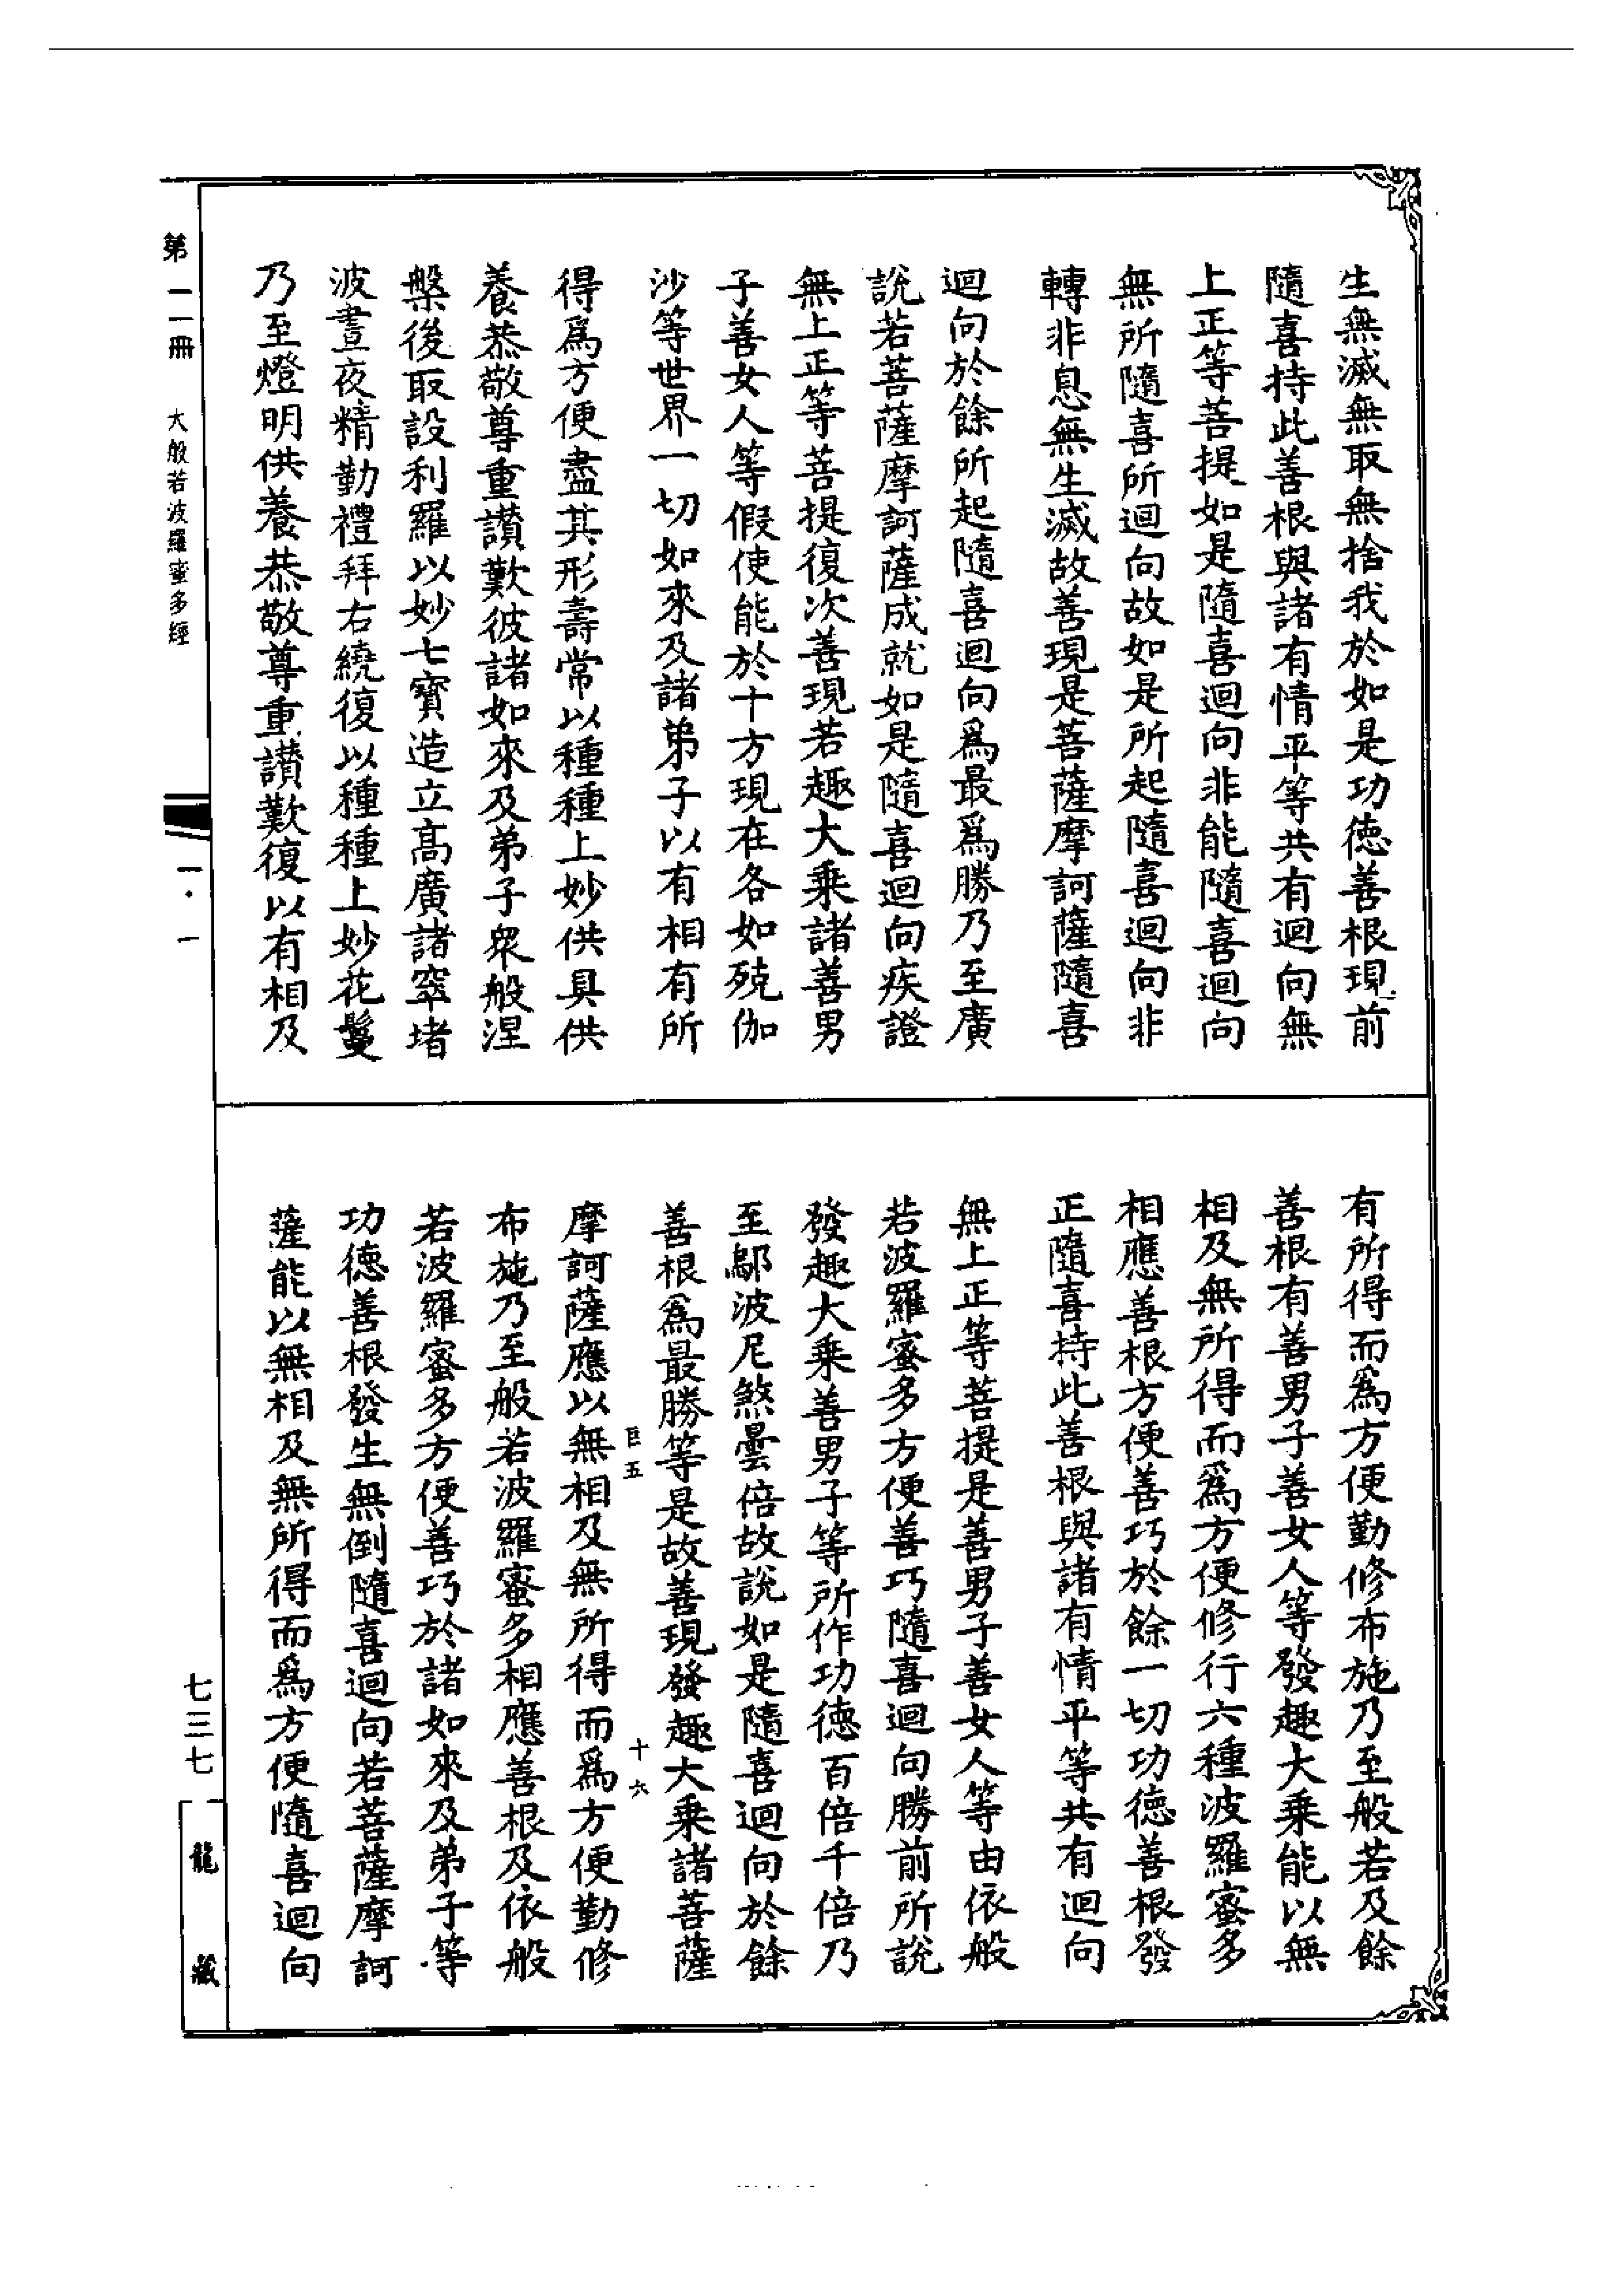 生無滅無取無捨我於如是功德善根現前
隨喜持此善根與諸有情平等共有迴向無
上正等菩提如是隨喜迴向非能隨喜迴向
無所隨喜所迴向故如是所起隨喜迴向非
轉非息無生滅故善現是菩薩摩訶薩隨喜
迴向於餘所起隨喜迴向爲最爲勝乃至廣
說若菩薩摩訶薩成就如是隨喜迴向疾證
無上正等菩提復次善現若趣大乘諸善男
子善女人等假使能於十方現在各如殑伽
沙等世界一切如來及諸弟子以有相有所
得爲方便盡其形壽常以種種上妙供具供
養恭敬尊重讚歎彼諸如來及弟子衆般涅
槃後取設利羅以妙七寶造立高廣諸窣堵
波晝夜精勤禮拜右繞復以種種上妙花鬘
乃至燈明供養恭敬尊重讚歎復以有相及
有所得而爲方便勤修布施乃至般若及餘
善根有善男子善女人等發趣大乘能以無
相及無所得而爲方便修行六種波羅蜜多
相應善根方便善巧於餘一切功德善根發
正隨喜持此善根與諸有情平等共有迴向
無上正等菩提是善男子善女人等由依般
若波羅蜜多方便善巧隨喜迴向勝前所說
發趣大乘善男子等所作功德百倍千倍乃
至鄔波尼煞曇倍故說如是隨喜迴向於餘
善根爲最勝等是故善現發趣大乘諸菩薩
巨五 十六
摩訶薩應以無相及無所得而爲方便勤修
布施乃至般若波羅蜜多相應善根及依般
若波羅蜜多方便善巧於諸如來及弟子等
功德善根發生無倒隨喜迴向若菩薩摩訶
薩能以無相及無所得而爲方便隨喜迴向
第二冊 大般若波羅蜜多經
一·一
七三七
龍藏